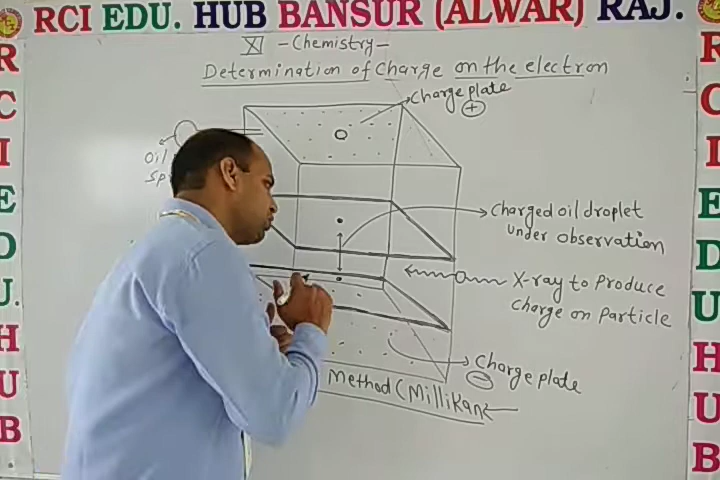 RCI EDU. HUB BANSUR (ALWAR) RAJ.
XI - Chemistry -
Determination of Charge on the electron
Charge plate
+
Oil
Sp
Charged oil droplet
under observation
X-ray to Produce
charge on Particle
Charge plate
−
Method (Millikan
R
C
I
E
D
U.
H
U
B
R
C
I
E
D
U
H
U
B